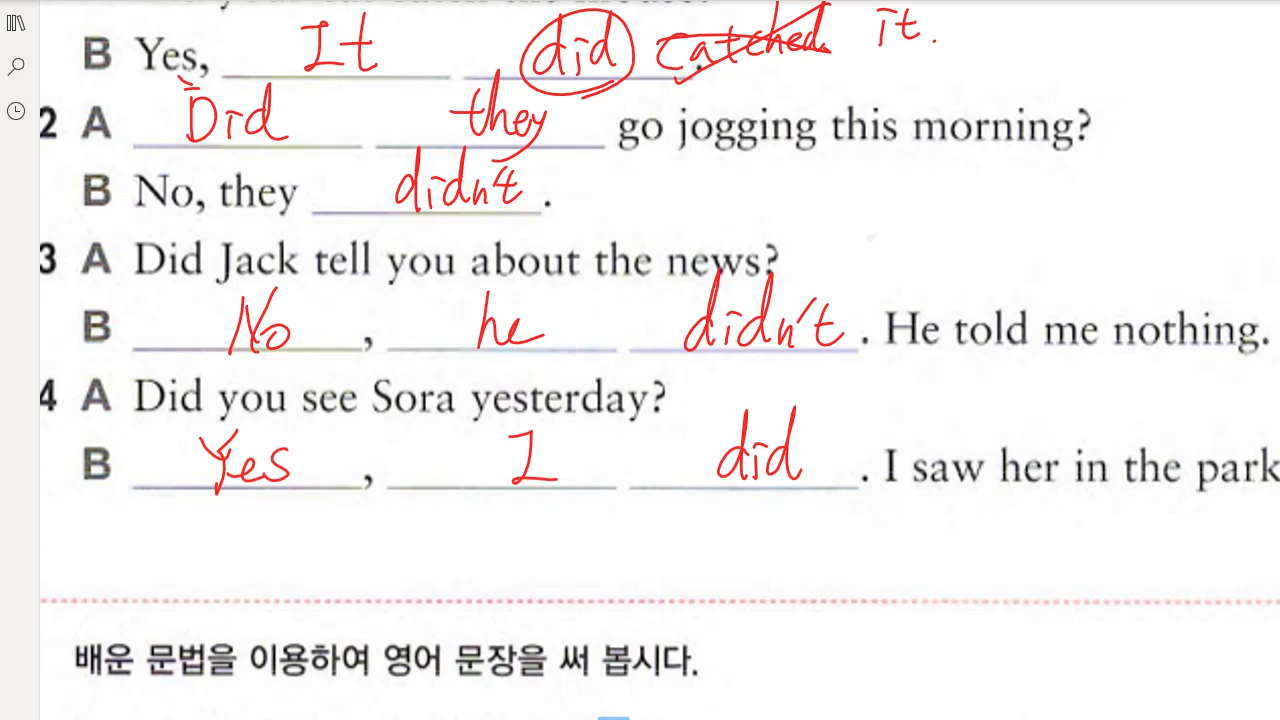 B Yes, It did catched it.
2 A Did they go jogging this morning?
B No, they didn't.
3 A Did Jack tell you about the news?
B No, he didn't. He told me nothing.
4 A Did you see Sora yesterday?
B Yes, I did. I saw her in the park
배운 문법을 이용하여 영어 문장을 써 봅시다.